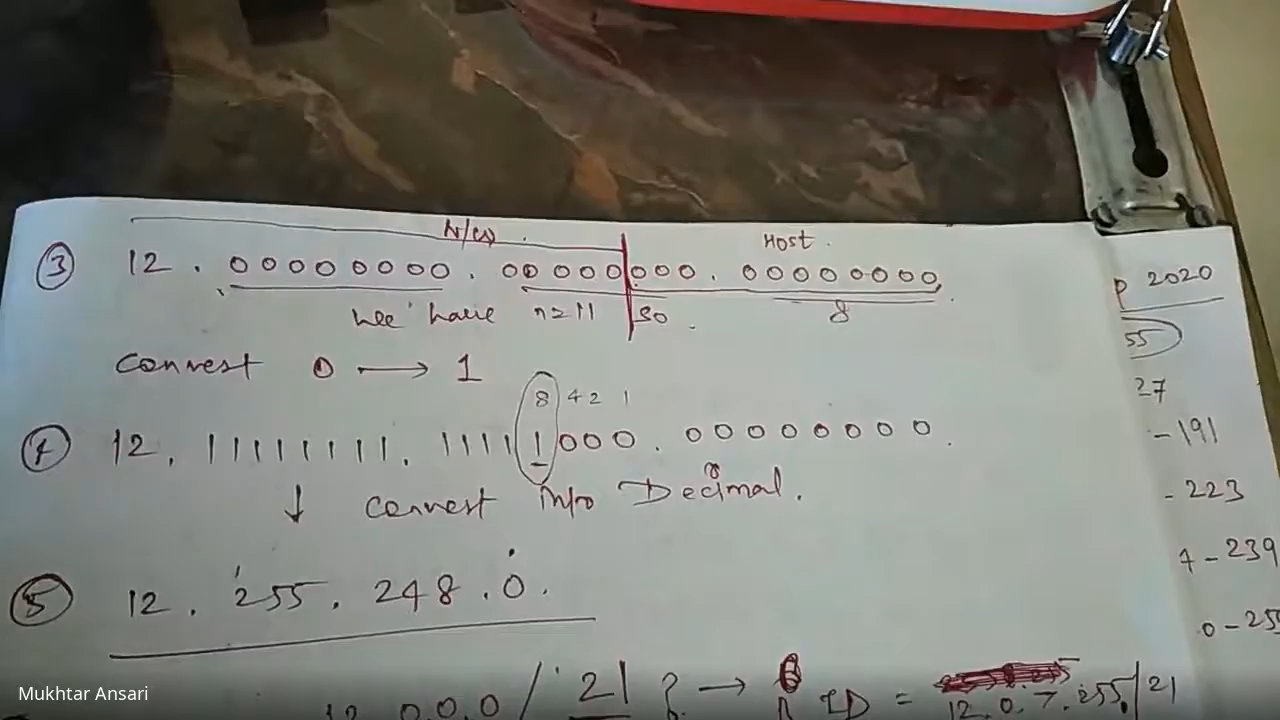 N/W Host
③ 12 . 00000000 . 00000|000 . 00000000 .
We have n=11 | 30 . 8
Convert 0 → 1
8 4 2 1
④ 12 . 11111111 . 11111000 . 00000000 .
↓ Convert into Decimal .
⑤ 12 . 255 . 248 . 0 .
12 0.0.0 / 21 ? → ID = 12.0.7.255 / 21
p 2020
55
27
- 191
- 223
- 239
0 - 255
Mukhtar Ansari